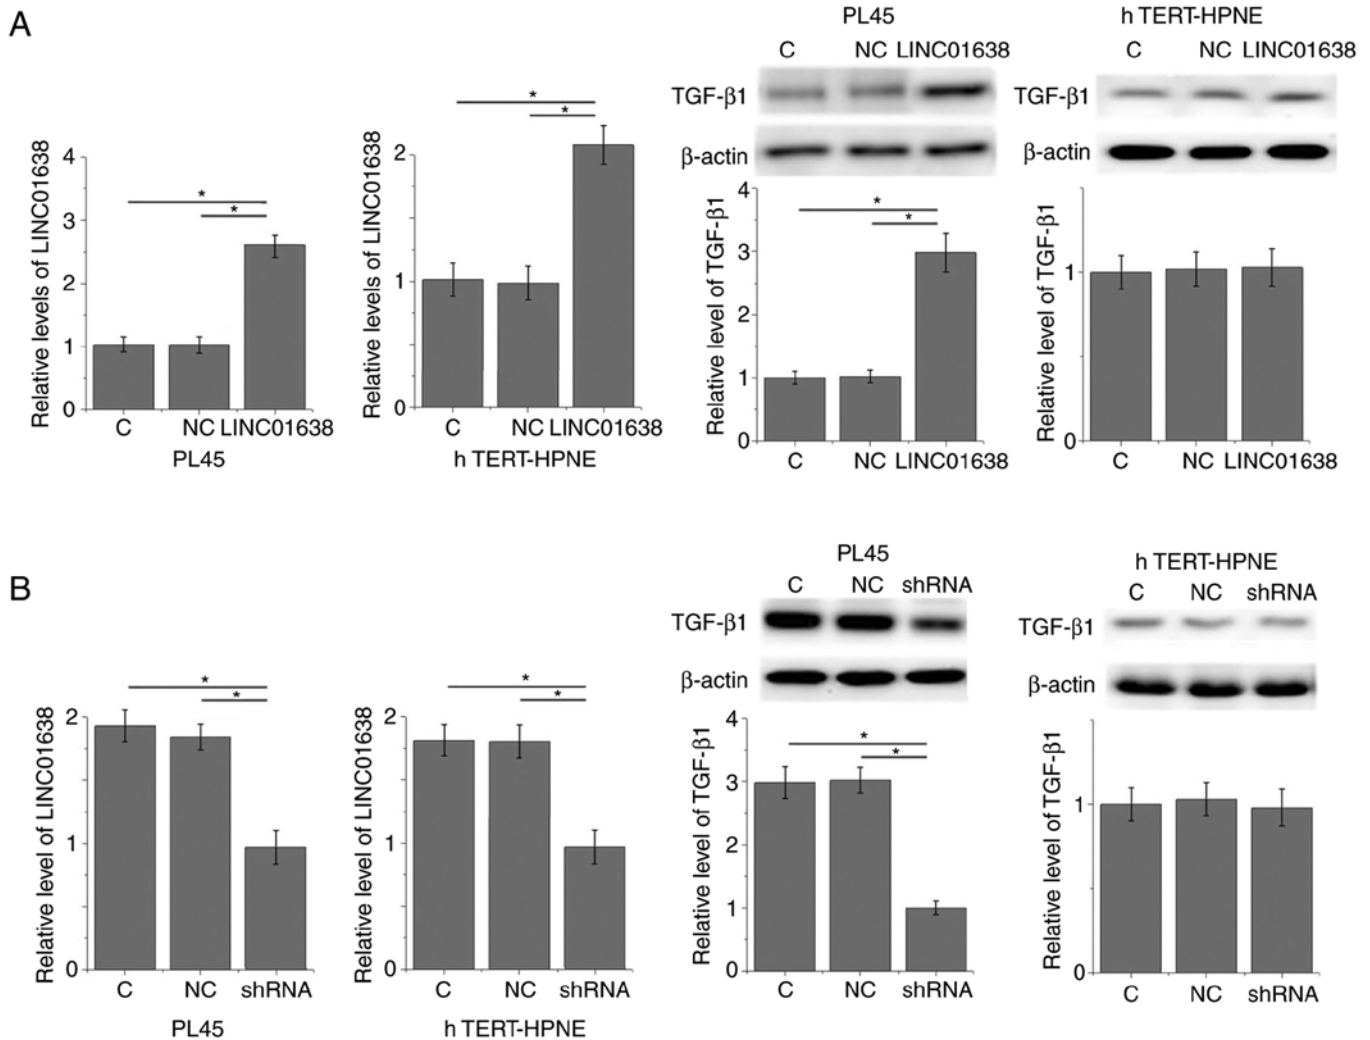 A
Relative levels of LINC01638
4
3
2
1
0
*
*
C NC LINC01638
PL45
Relative levels of LINC01638
2
1
0
*
*
C NC LINC01638
h TERT-HPNE
PL45
C NC LINC01638
TGF-β1
β-actin
Relative level of TGF-β1
4
3
2
1
0
*
*
C NC LINC01638
h TERT-HPNE
C NC LINC01638
TGF-β1
β-actin
Relative level of TGF-β1
1
0
C NC LINC01638
B
Relative level of LINC01638
2
1
0
*
*
C NC shRNA
PL45
Relative level of LINC01638
2
1
0
*
*
C NC shRNA
h TERT-HPNE
PL45
C NC shRNA
TGF-β1
β-actin
Relative level of TGF-β1
4
3
2
1
0
*
*
C NC shRNA
h TERT-HPNE
C NC shRNA
TGF-β1
β-actin
Relative level of TGF-β1
1
0
C NC shRNA